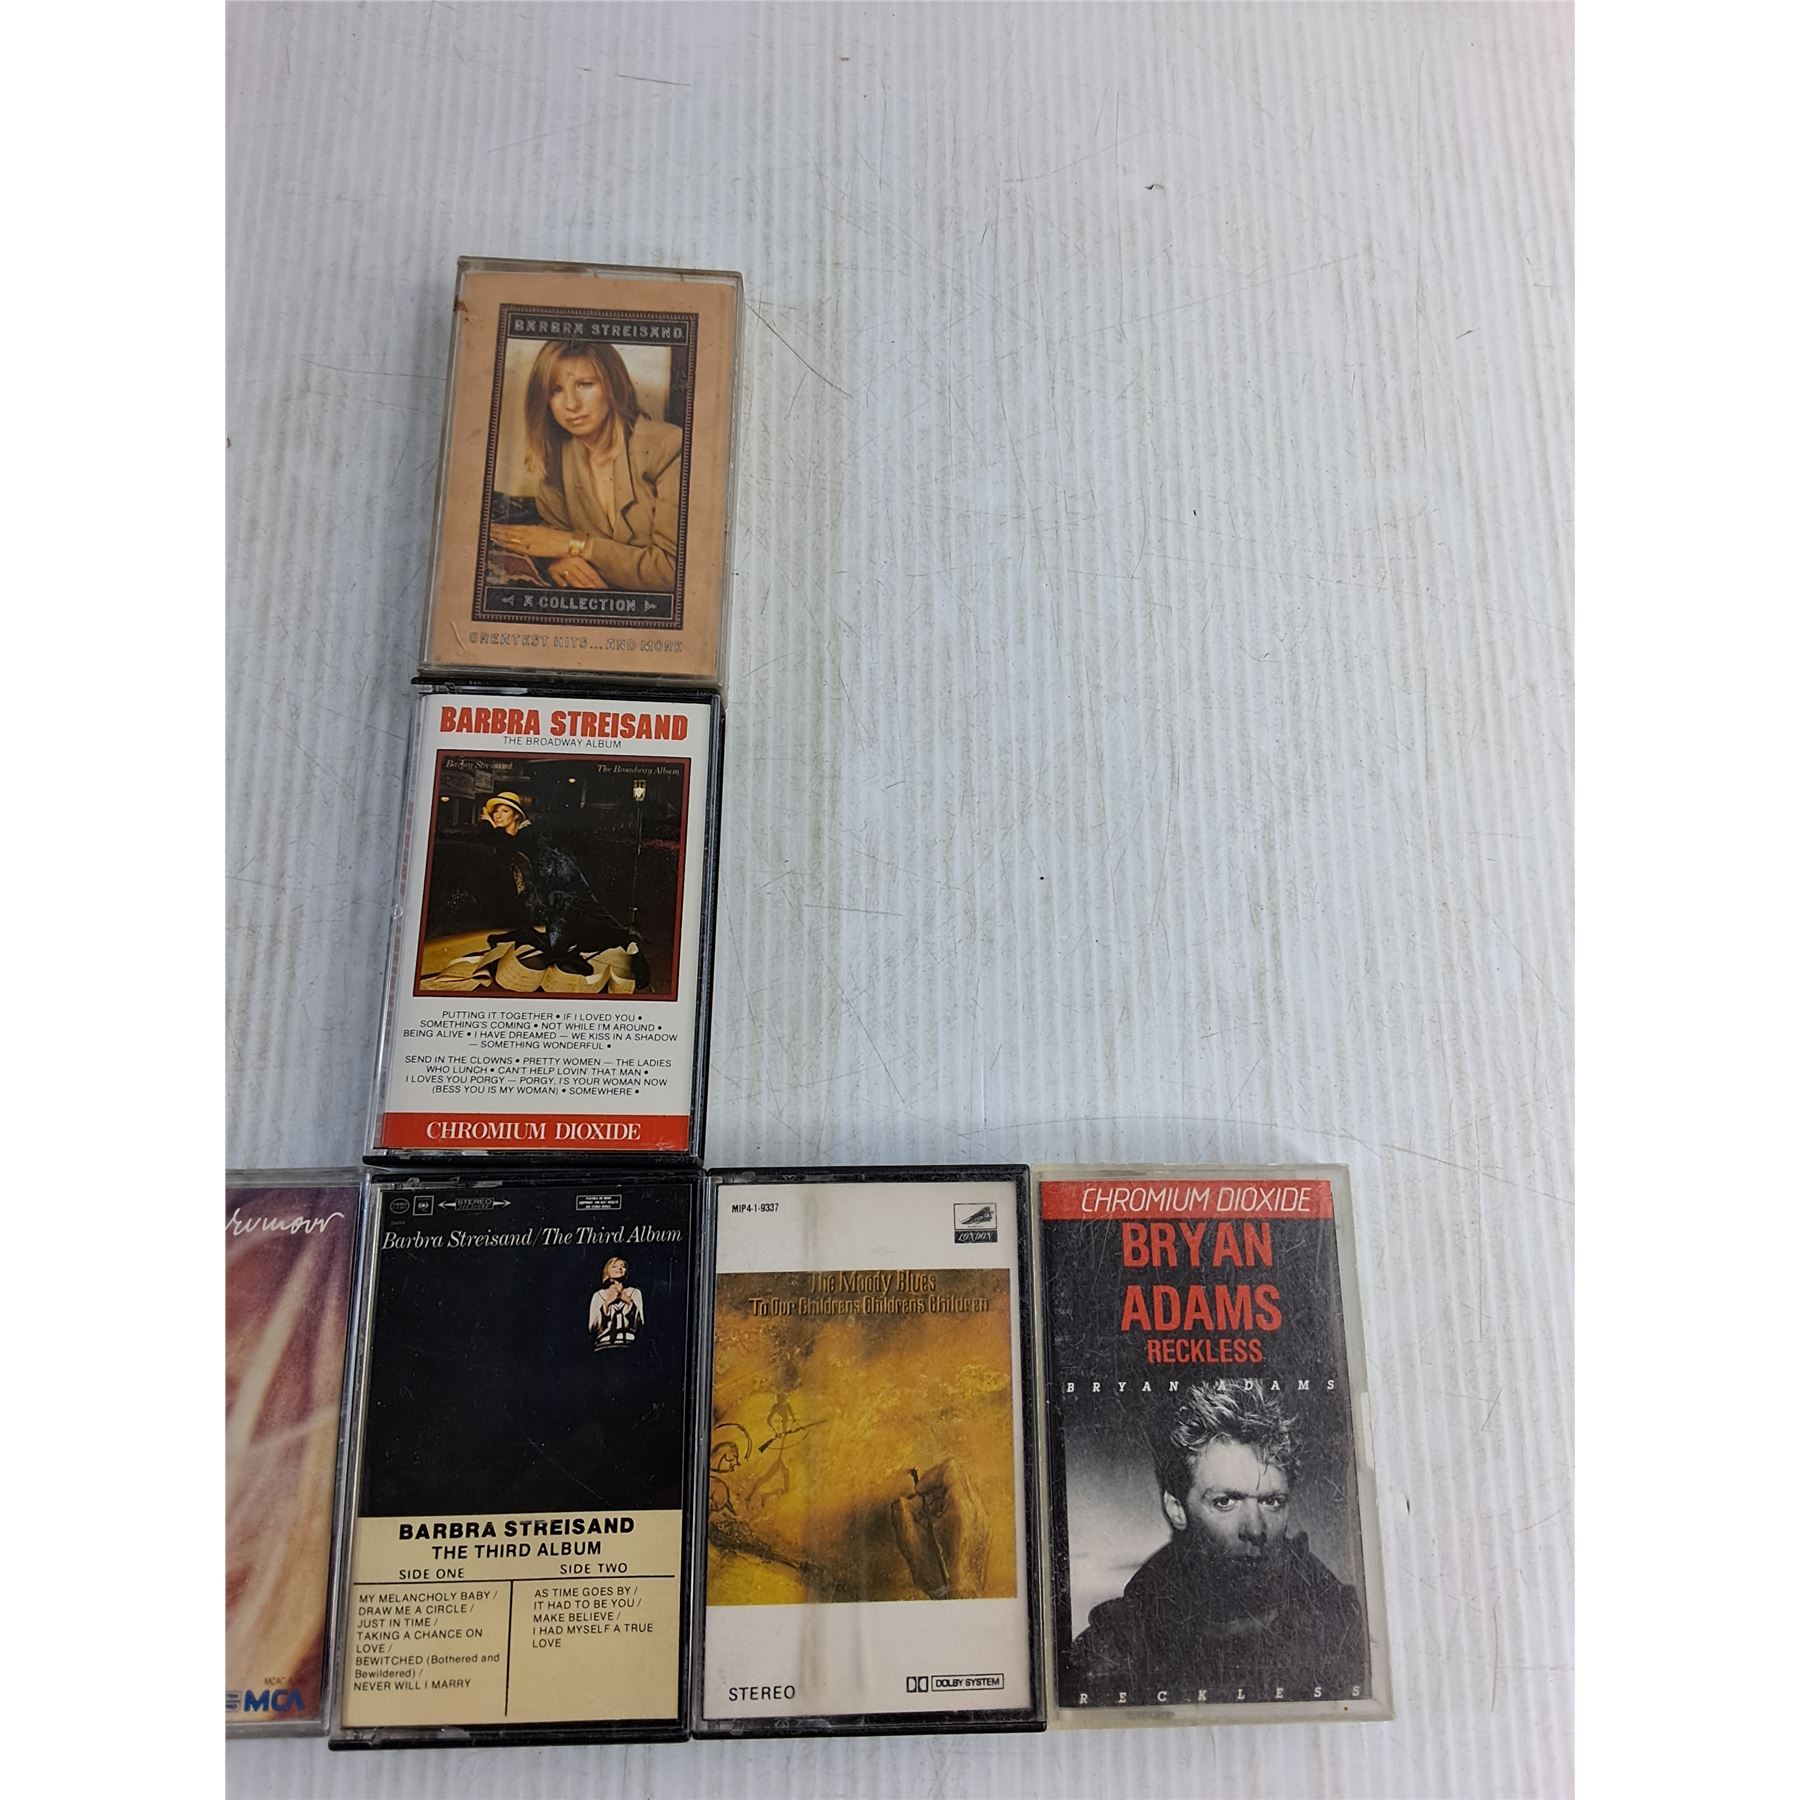 BARBRA STREISAND
A COLLECTION
GREATEST HITS...AND MORE
BARBRA STREISAND
THE BROADWAY ALBUM
Barbra Streisand The Broadway Album
PUTTING IT TOGETHER • IF I LOVED YOU •
SOMETHING'S COMING • NOT WHILE I'M AROUND •
BEING ALIVE • I HAVE DREAMED — WE KISS IN A SHADOW
— SOMETHING WONDERFUL •
SEND IN THE CLOWNS • PRETTY WOMEN — THE LADIES
WHO LUNCH • CAN'T HELP LOVIN' THAT MAN •
I LOVES YOU PORGY — PORGY, I'S YOUR WOMAN NOW
(BESS YOU IS MY WOMAN) • SOMEWHERE •
CHROMIUM DIOXIDE
rumour
MCAC
MCA
STEREO
Barbra Streisand/The Third Album
BARBRA STREISAND
THE THIRD ALBUM
SIDE ONE
MY MELANCHOLY BABY /
DRAW ME A CIRCLE /
JUST IN TIME /
TAKING A CHANCE ON
LOVE /
BEWITCHED (Bothered and
Bewildered) /
NEVER WILL I MARRY
SIDE TWO
AS TIME GOES BY /
IT HAD TO BE YOU /
MAKE BELIEVE /
I HAD MYSELF A TRUE
LOVE
MIP4-1-9337
LONDON
The Moody Blues
To Our Childrens Childrens Children
STEREO
DOLBY SYSTEM
CHROMIUM DIOXIDE
BRYAN
ADAMS
RECKLESS
BRYAN ADAMS
RECKLESS